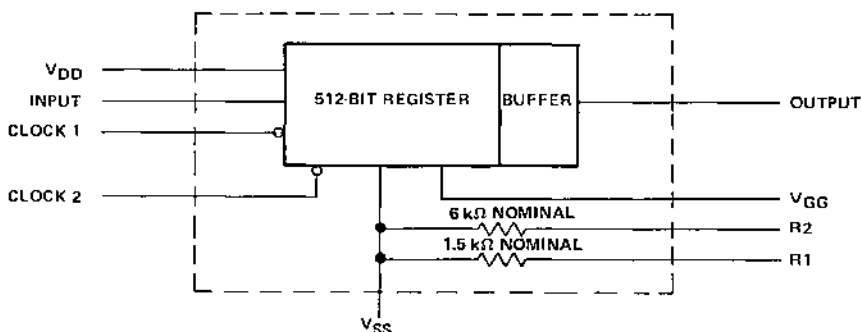 V_DD
INPUT
CLOCK 1
CLOCK 2
512-BIT REGISTER
BUFFER
OUTPUT
V_GG
6 kΩ NOMINAL
R2
1.5 kΩ NOMINAL
R1
V_SS